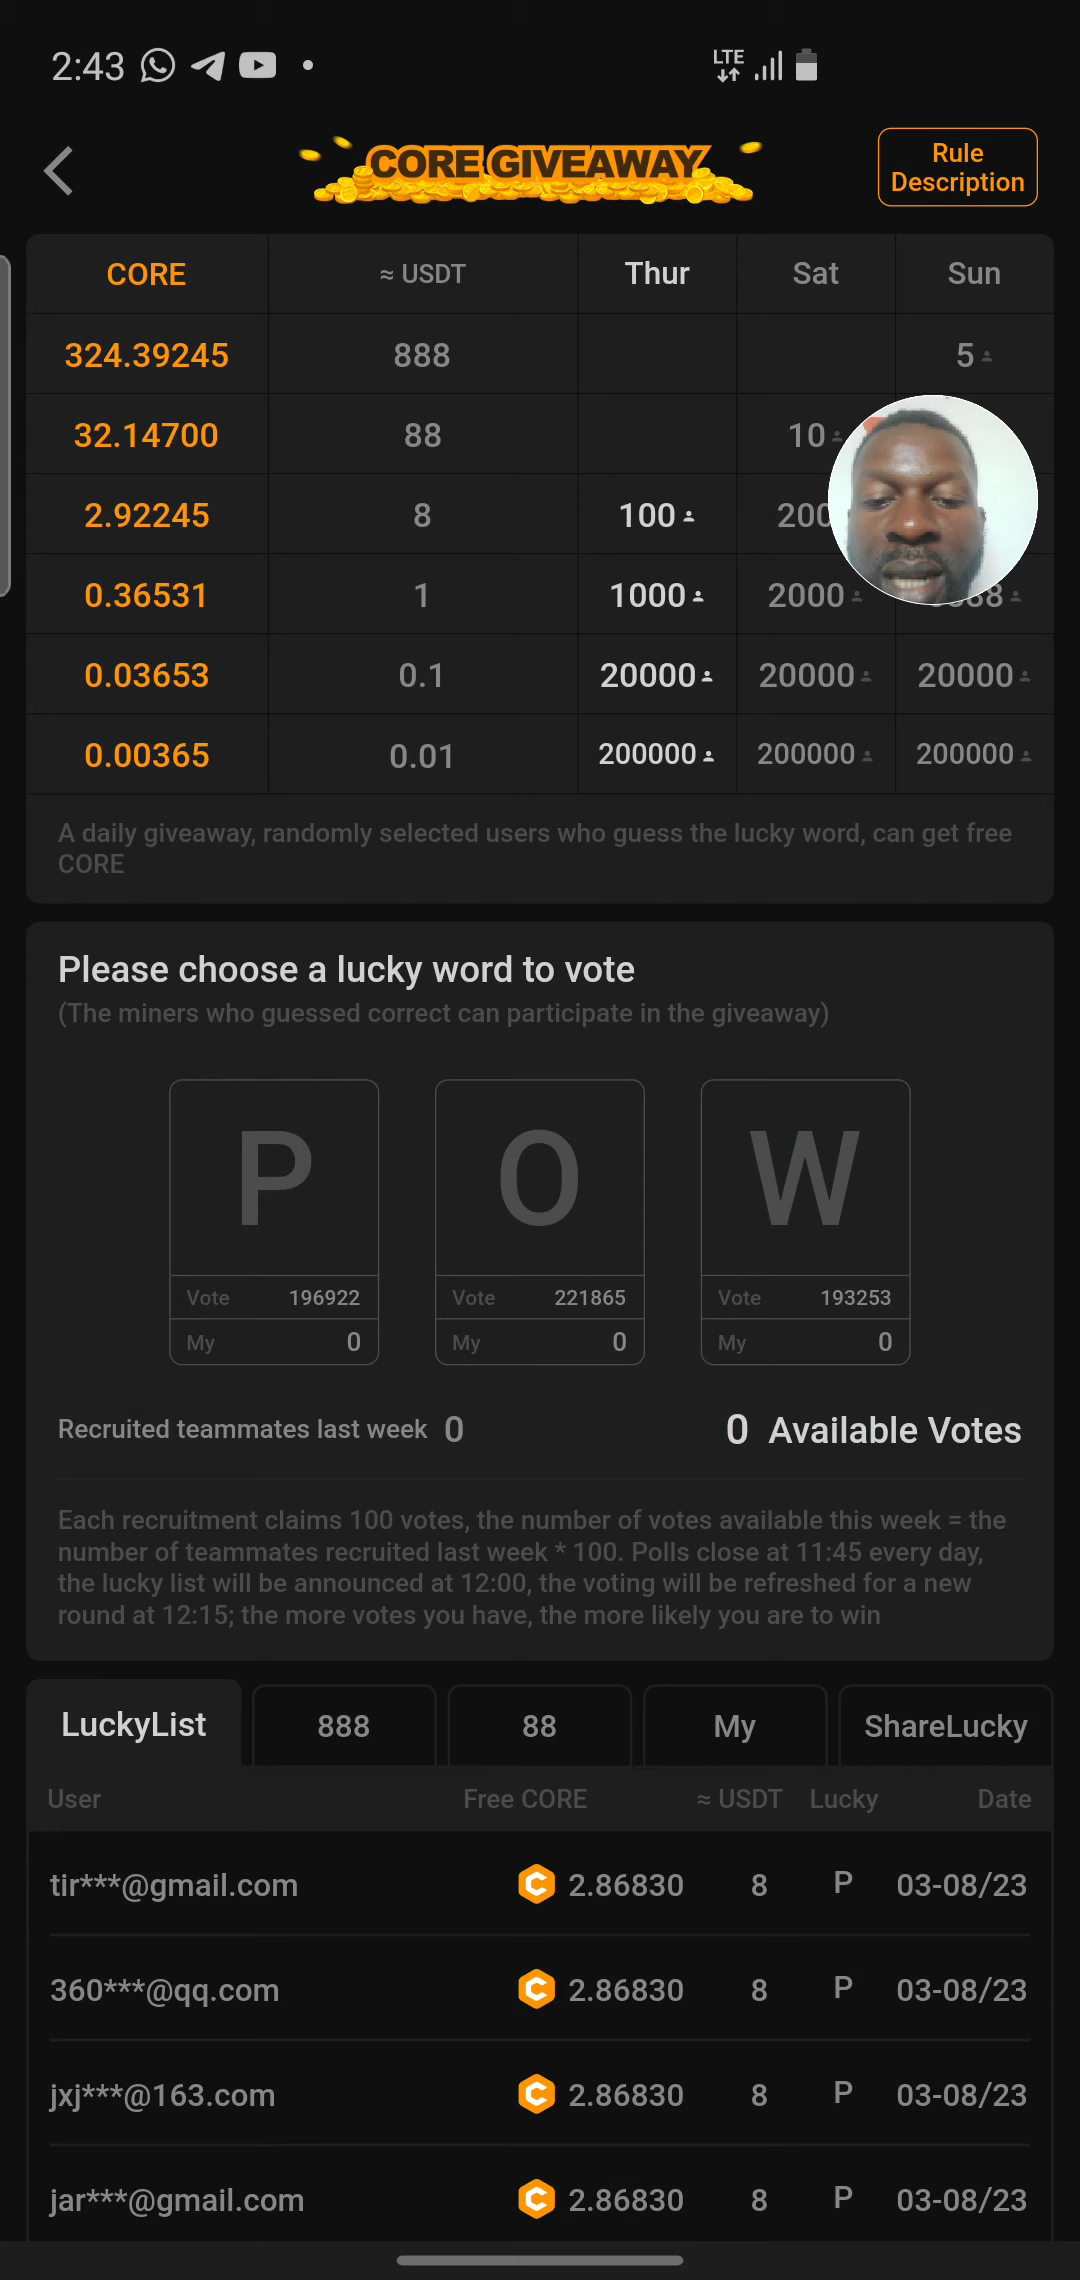 2:43
LTE
CORE GIVEAWAY
Rule
Description
CORE ≈ USDT Thur Sat Sun
324.39245 888 5
32.14700 88 10
2.92245 8 100 200
0.36531 1 1000 2000
0.03653 0.1 20000 20000 20000
0.00365 0.01 200000 200000 200000
A daily giveaway, randomly selected users who guess the lucky word, can get free
CORE
Please choose a lucky word to vote
(The miners who guessed correct can participate in the giveaway)
P O W
Vote 196922 Vote 221865 Vote 193253
My 0 My 0 My 0
Recruited teammates last week 0 0 Available Votes
Each recruitment claims 100 votes, the number of votes available this week = the
number of teammates recruited last week * 100. Polls close at 11:45 every day,
the lucky list will be announced at 12:00, the voting will be refreshed for a new
round at 12:15; the more votes you have, the more likely you are to win
LuckyList 888 88 My ShareLucky
User Free CORE ≈ USDT Lucky Date
tir***@gmail.com 2.86830 8 P 03-08/23
360***@qq.com 2.86830 8 P 03-08/23
jxj***@163.com 2.86830 8 P 03-08/23
jar***@gmail.com 2.86830 8 P 03-08/23